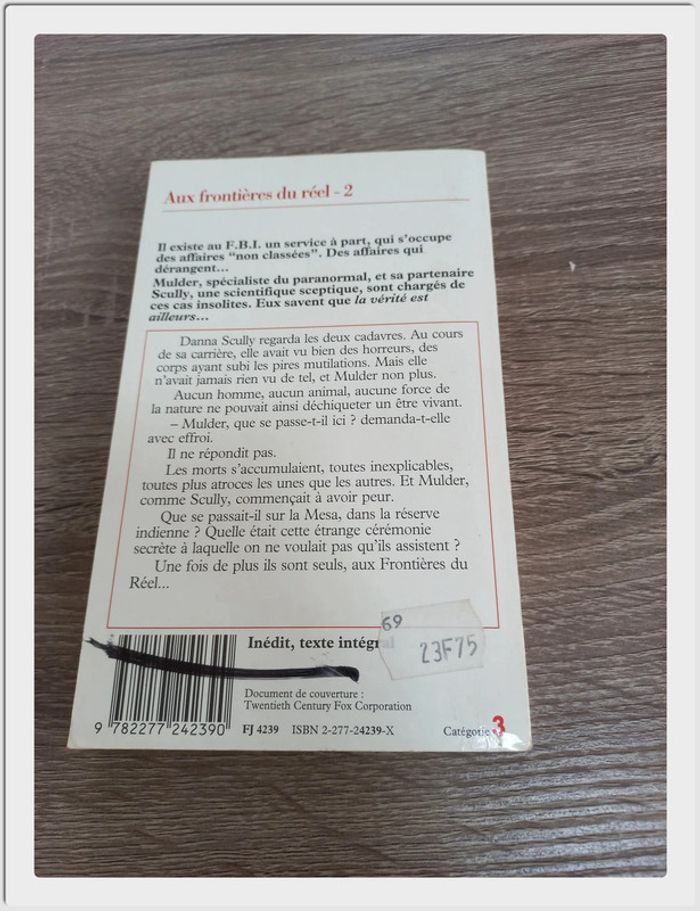 Aux frontières du réel - 2
Il existe au F.B.I. un service à part, qui s'occupe
des affaires "non classées". Des affaires qui
dérangent...
Mulder, spécialiste du paranormal, et sa partenaire
Scully, une scientifique sceptique, sont chargés de
ces cas insolites. Eux savent que la vérité est
ailleurs...
Danna Scully regarda les deux cadavres. Au cours
de sa carrière, elle avait vu bien des horreurs, des
corps ayant subi les pires mutilations. Mais elle
n'avait jamais rien vu de tel, et Mulder non plus.
Aucun homme, aucun animal, aucune force de
la nature ne pouvait ainsi déchiqueter un être vivant.
– Mulder, que se passe-t-il ici ? demanda-t-elle
avec effroi.
Il ne répondit pas.
Les morts s'accumulaient, toutes inexplicables,
toutes plus atroces les unes que les autres. Et Mulder,
comme Scully, commençait à avoir peur.
Que se passait-il sur la Mesa, dans la réserve
indienne ? Quelle était cette étrange cérémonie
secrète à laquelle on ne voulait pas qu'ils assistent ?
Une fois de plus ils sont seuls, aux Frontières du
Réel...
69
23F75
Inédit, texte intégral
Document de couverture :
Twentieth Century Fox Corporation
9 782277 242390
FJ 4239 ISBN 2-277-24239-X
Catégorie 3